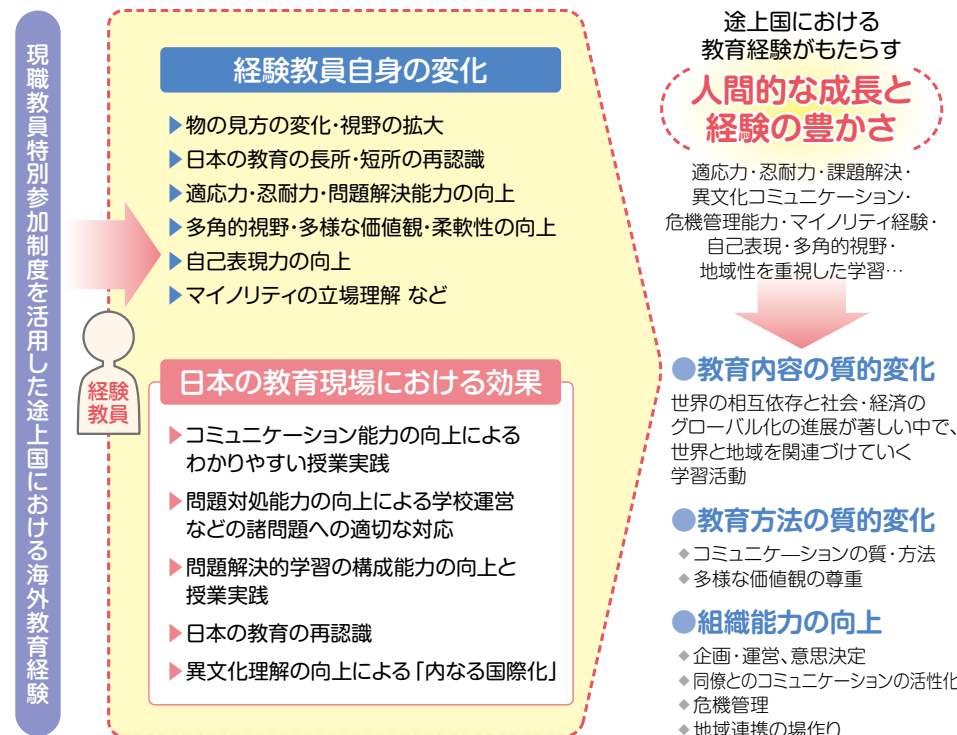 現職教員特別参加制度を活用した途上国における海外教育経験
経験教員自身の変化
▶物の見方の変化・視野の拡大
▶日本の教育の長所・短所の再認識
▶適応力・忍耐力・問題解決能力の向上
▶多角的視野・多様な価値観・柔軟性の向上
▶自己表現力の向上
▶マイノリティの立場理解 など
経験
教員
日本の教育現場における効果
▶コミュニケーション能力の向上による
わかりやすい授業実践
▶問題対処能力の向上による学校運営
などの諸問題への適切な対応
▶問題解決的学習の構成能力の向上と
授業実践
▶日本の教育の再認識
▶異文化理解の向上による「内なる国際化」
途上国における
教育経験がもたらす
人間的な成長と
経験の豊かさ
適応力・忍耐力・課題解決・
異文化コミュニケーション・
危機管理能力・マイノリティ経験・
自己表現・多角的視野・
地域性を重視した学習…
●教育内容の質的変化
世界の相互依存と社会・経済の
グローバル化の進展が著しい中で、
世界と地域を関連づけていく
学習活動
●教育方法の質的変化
◆コミュニケ―ションの質・方法
◆多様な価値観の尊重
●組織能力の向上
◆企画・運営、意思決定
◆同僚とのコミュニケーションの活性化
◆危機管理
◆地域連携の場作り